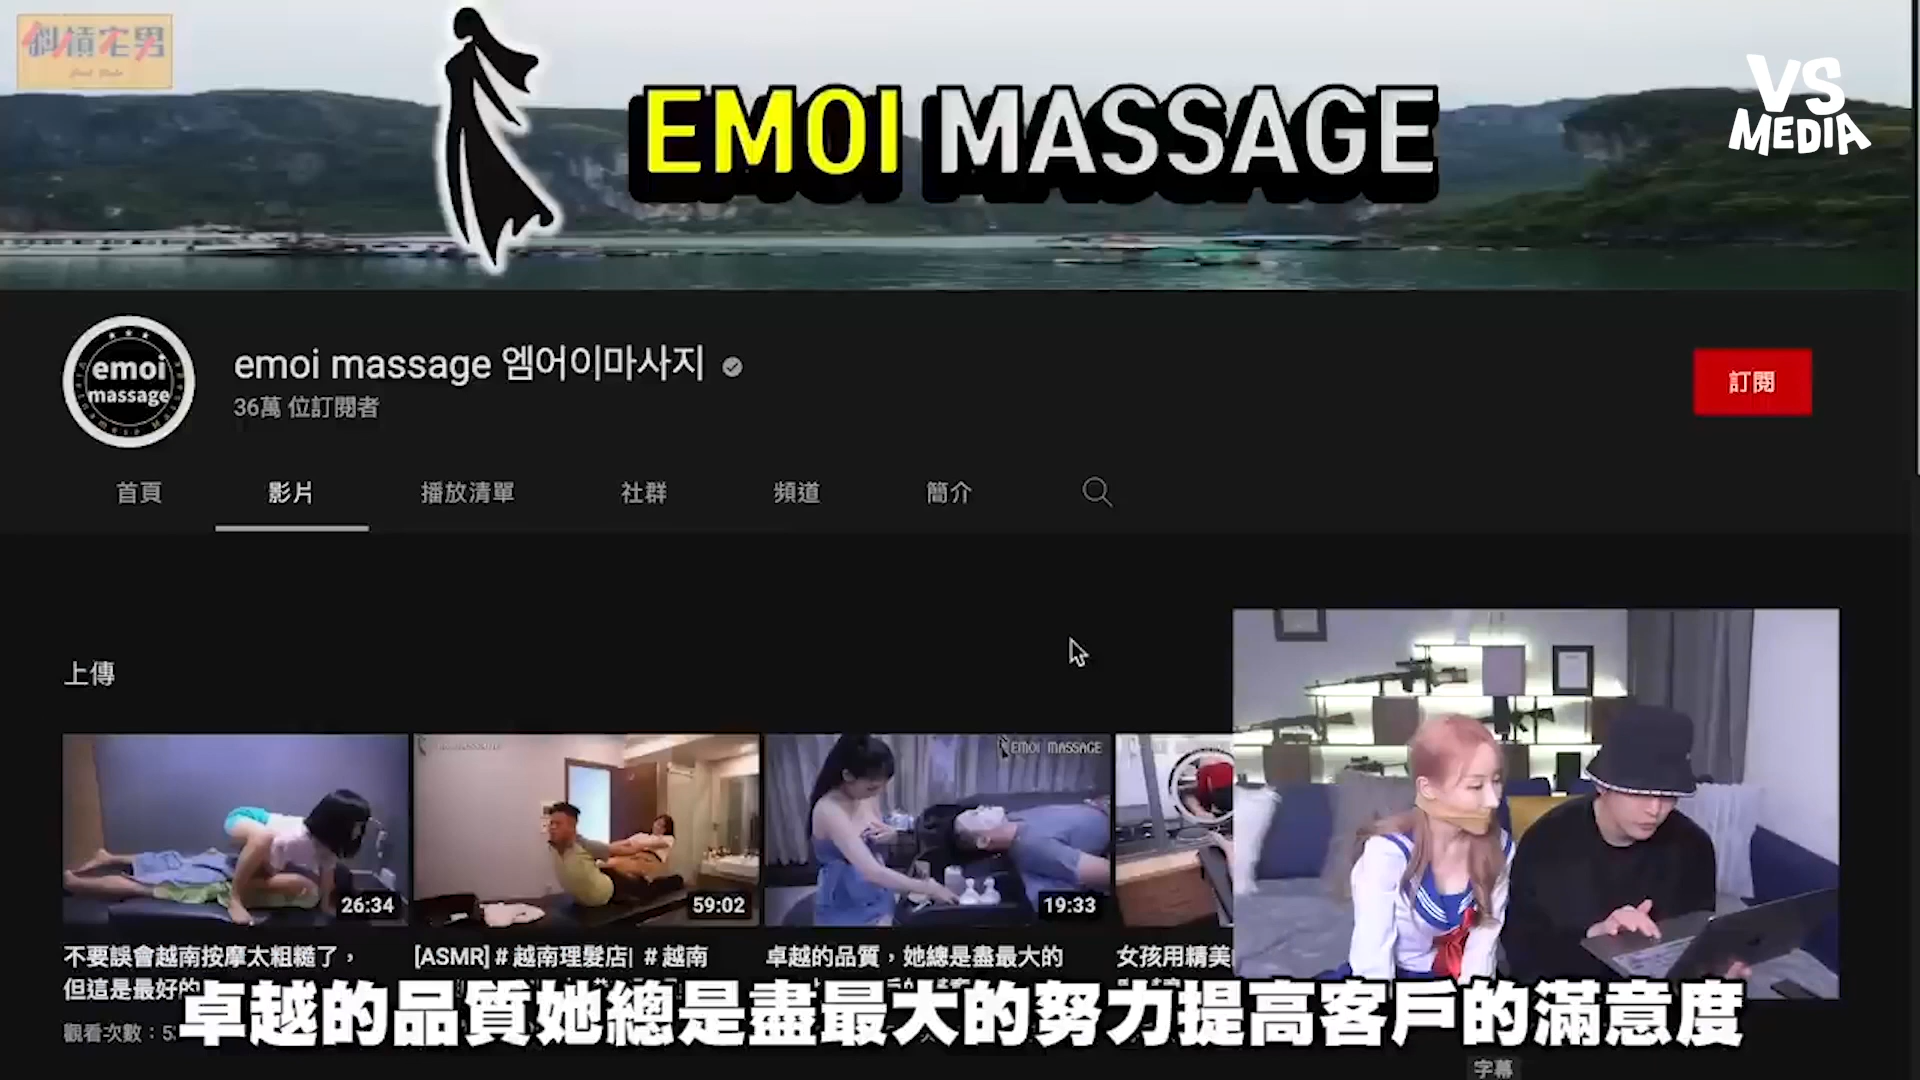 斜槓宅男
EMOI MASSAGE
VS
MEDIA
emoi
massage
emoi massage 엠어이마사지
36萬 位訂閱者
訂閱
首頁
影片
播放清單
社群
頻道
簡介
上傳
EMOI MASSAGE
26:34
59:02
19:33
不要誤會越南按摩太粗糙了，
但這是最好的
[ASMR]#越南理髮店| #越南
卓越的品質，她總是盡最大的
女孩用精美
觀看次數：5
卓越的品質她總是盡最大的努力提高客戶的滿意度
字幕